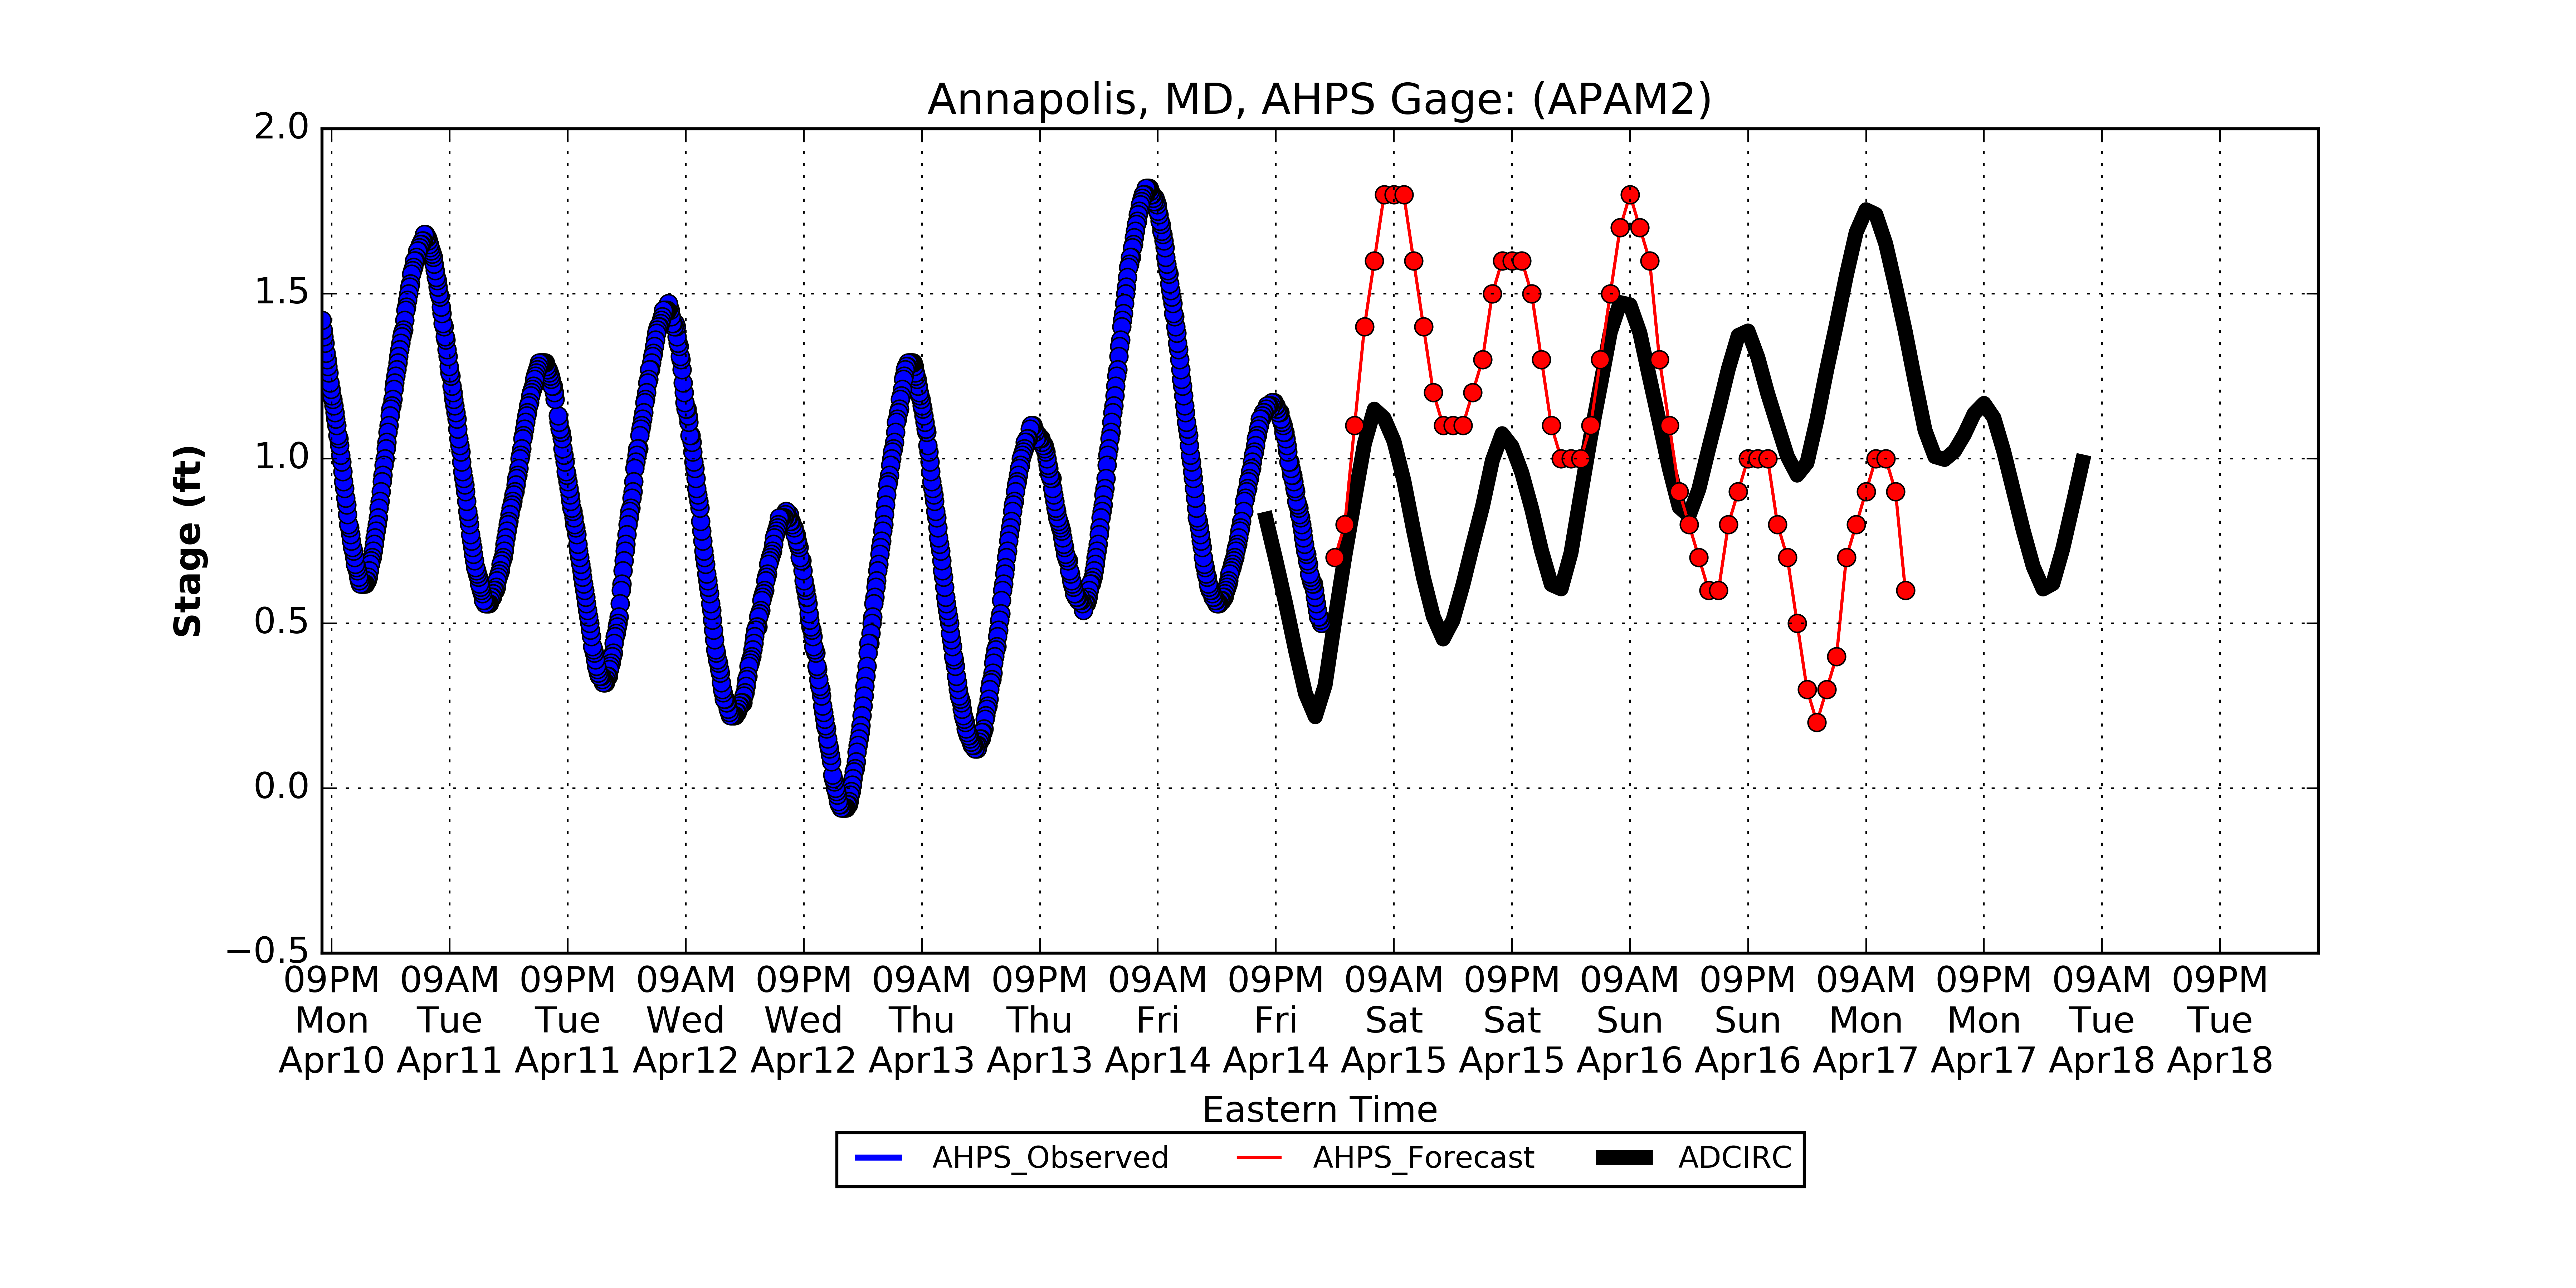 Annapolis, MD, AHPS Gage: (APAM2)
2.0
1.5
1.0
0.5
0.0
−0.5
Stage (ft)
09PM 09AM 09PM 09AM 09PM 09AM 09PM 09AM 09PM 09AM 09PM 09AM 09PM 09AM 09PM 09AM 09PM
Mon Tue Tue Wed Wed Thu Thu Fri Fri Sat Sat Sun Sun Mon Mon Tue Tue
Apr10 Apr11 Apr11 Apr12 Apr12 Apr13 Apr13 Apr14 Apr14 Apr15 Apr15 Apr16 Apr16 Apr17 Apr17 Apr18 Apr18
Eastern Time
AHPS_Observed AHPS_Forecast ADCIRC